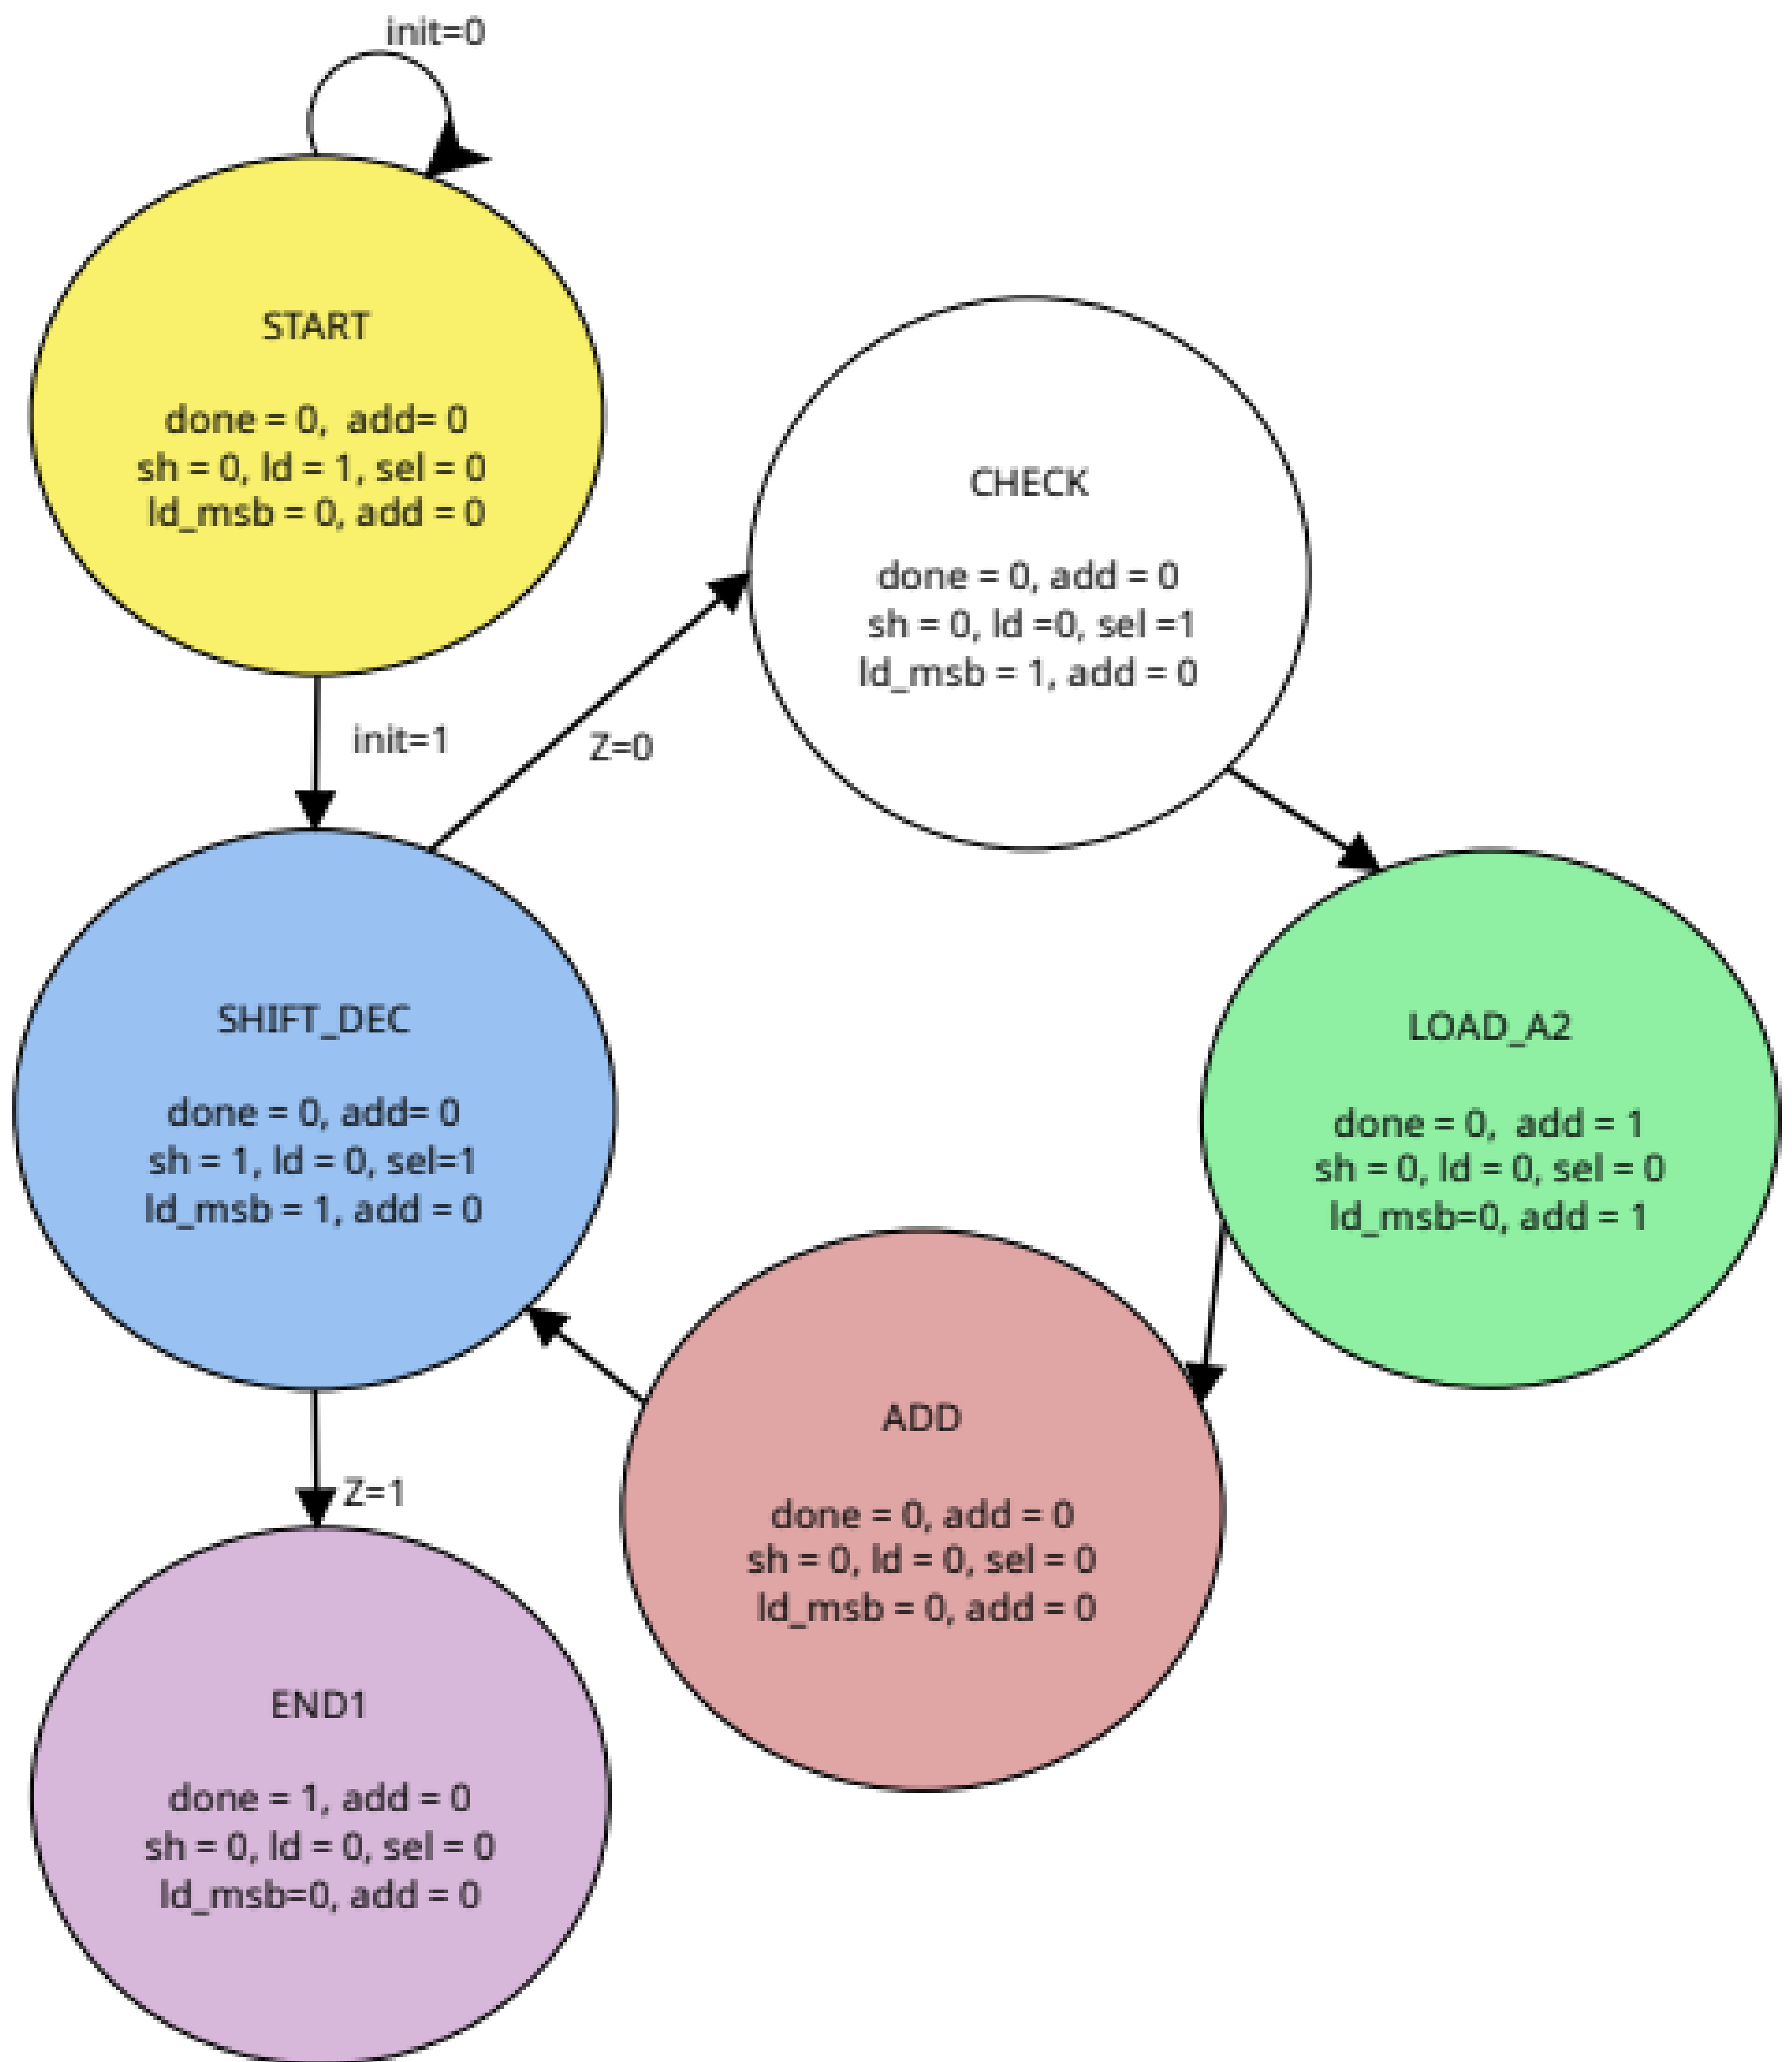 init=0
START
done = 0, add= 0
sh = 0, ld = 1, sel = 0
ld_msb = 0, add = 0
init=1
CHECK
done = 0, add = 0
sh = 0, ld =0, sel =1
ld_msb = 1, add = 0
Z=0
SHIFT_DEC
done = 0, add= 0
sh = 1, ld = 0, sel=1
ld_msb = 1, add = 0
LOAD_A2
done = 0, add = 1
sh = 0, ld = 0, sel = 0
ld_msb=0, add = 1
ADD
done = 0, add = 0
sh = 0, ld = 0, sel = 0
ld_msb = 0, add = 0
Z=1
END1
done = 1, add = 0
sh = 0, ld = 0, sel = 0
ld_msb=0, add = 0